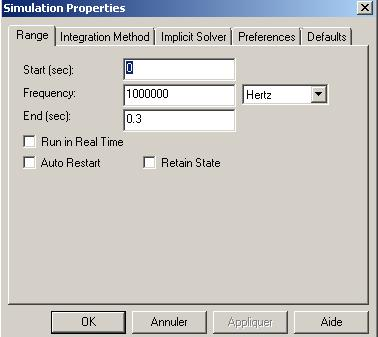 Simulation Properties
Range Integration Method Implicit Solver Preferences Defaults
Start (sec): 0
Frequency: 1000000 Hertz
End (sec): 0.3
Run in Real Time
Auto Restart Retain State
OK Annuler Appliquer Aide